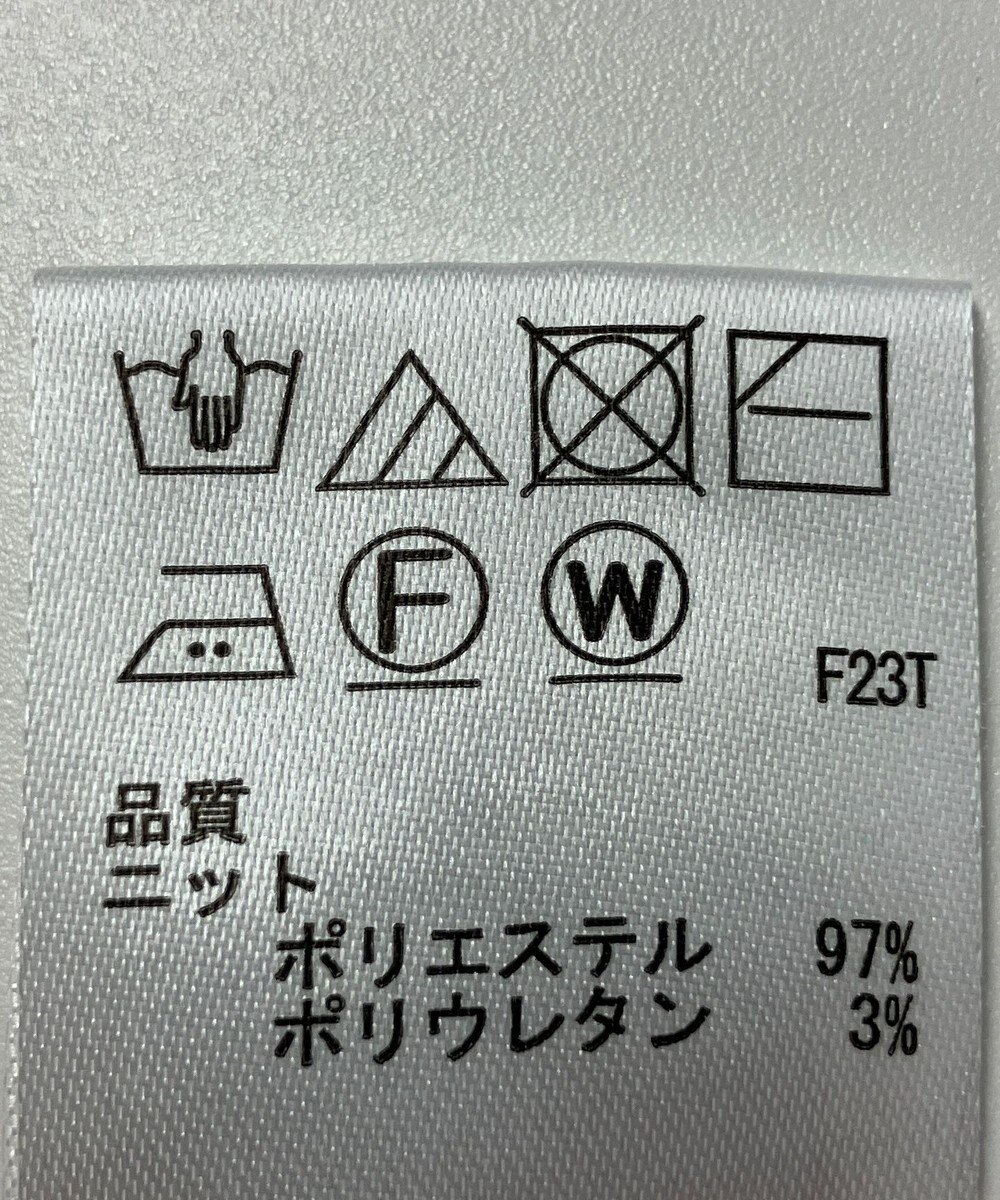 F W
F23T
品質
ニット
ポリエステル 97%
ポリウレタン 3%